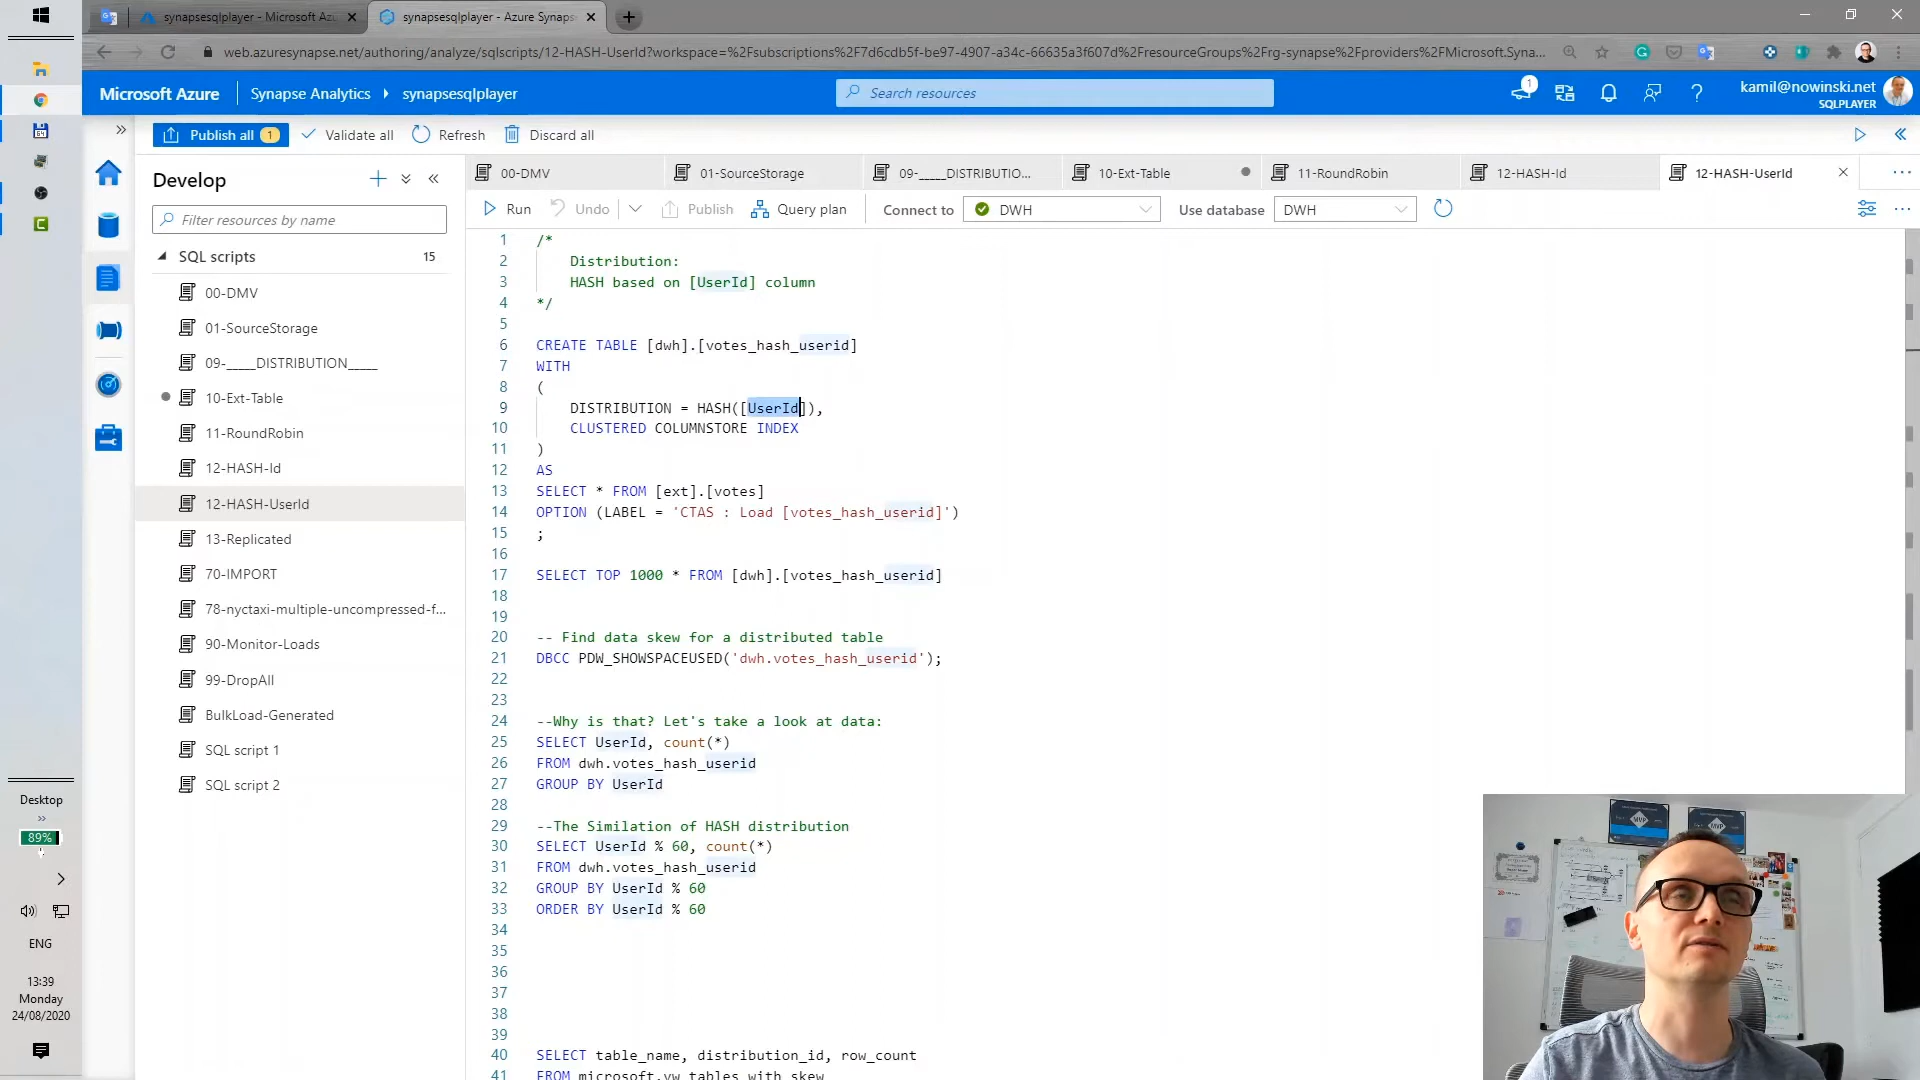 synapsesqlplayer - Microsoft Azu
synapsesqlplayer - Azure Synaps
web.azuresynapse.net/authoring/analyze/sqlscripts/12-HASH-UserId?workspace=%2Fsubscriptions%2F7d6cdb5f-be97-4907-a34c-66635a3f607d%2FresourceGroups%2Frg-synapse%2Fproviders%2FMicrosoft.Syna...
Microsoft Azure
Synapse Analytics
synapsesqlplayer
Search resources
1
kamil@nowinski.net
SQLPLAYER
Publish all 1
Validate all
Refresh
Discard all
Develop
Filter resources by name
SQL scripts 15
00-DMV
01-SourceStorage
09-_____DISTRIBUTION_____
10-Ext-Table
11-RoundRobin
12-HASH-Id
12-HASH-UserId
13-Replicated
70-IMPORT
78-nyctaxi-multiple-uncompressed-f...
90-Monitor-Loads
99-DropAll
BulkLoad-Generated
SQL script 1
SQL script 2
00-DMV
01-SourceStorage
09-_____DISTRIBUTIO...
10-Ext-Table
11-RoundRobin
12-HASH-Id
12-HASH-UserId
Run
Undo
Publish
Query plan
Connect to
DWH
Use database
DWH
1 /*
2 Distribution:
3 HASH based on [UserId] column
4 */
5
6 CREATE TABLE [dwh].[votes_hash_userid]
7 WITH
8 (
9 DISTRIBUTION = HASH([UserId]),
10 CLUSTERED COLUMNSTORE INDEX
11 )
12 AS
13 SELECT * FROM [ext].[votes]
14 OPTION (LABEL = 'CTAS : Load [votes_hash_userid]')
15 ;
16
17 SELECT TOP 1000 * FROM [dwh].[votes_hash_userid]
18
19
20 -- Find data skew for a distributed table
21 DBCC PDW_SHOWSPACEUSED('dwh.votes_hash_userid');
22
23
24 --Why is that? Let's take a look at data:
25 SELECT UserId, count(*)
26 FROM dwh.votes_hash_userid
27 GROUP BY UserId
28
29 --The Similation of HASH distribution
30 SELECT UserId % 60, count(*)
31 FROM dwh.votes_hash_userid
32 GROUP BY UserId % 60
33 ORDER BY UserId % 60
34
35
36
37
38
39
40 SELECT table_name, distribution_id, row_count
41 FROM microsoft.vw_tables_with_skew
Desktop
89%
ENG
13:39
Monday
24/08/2020
MVP
MVP